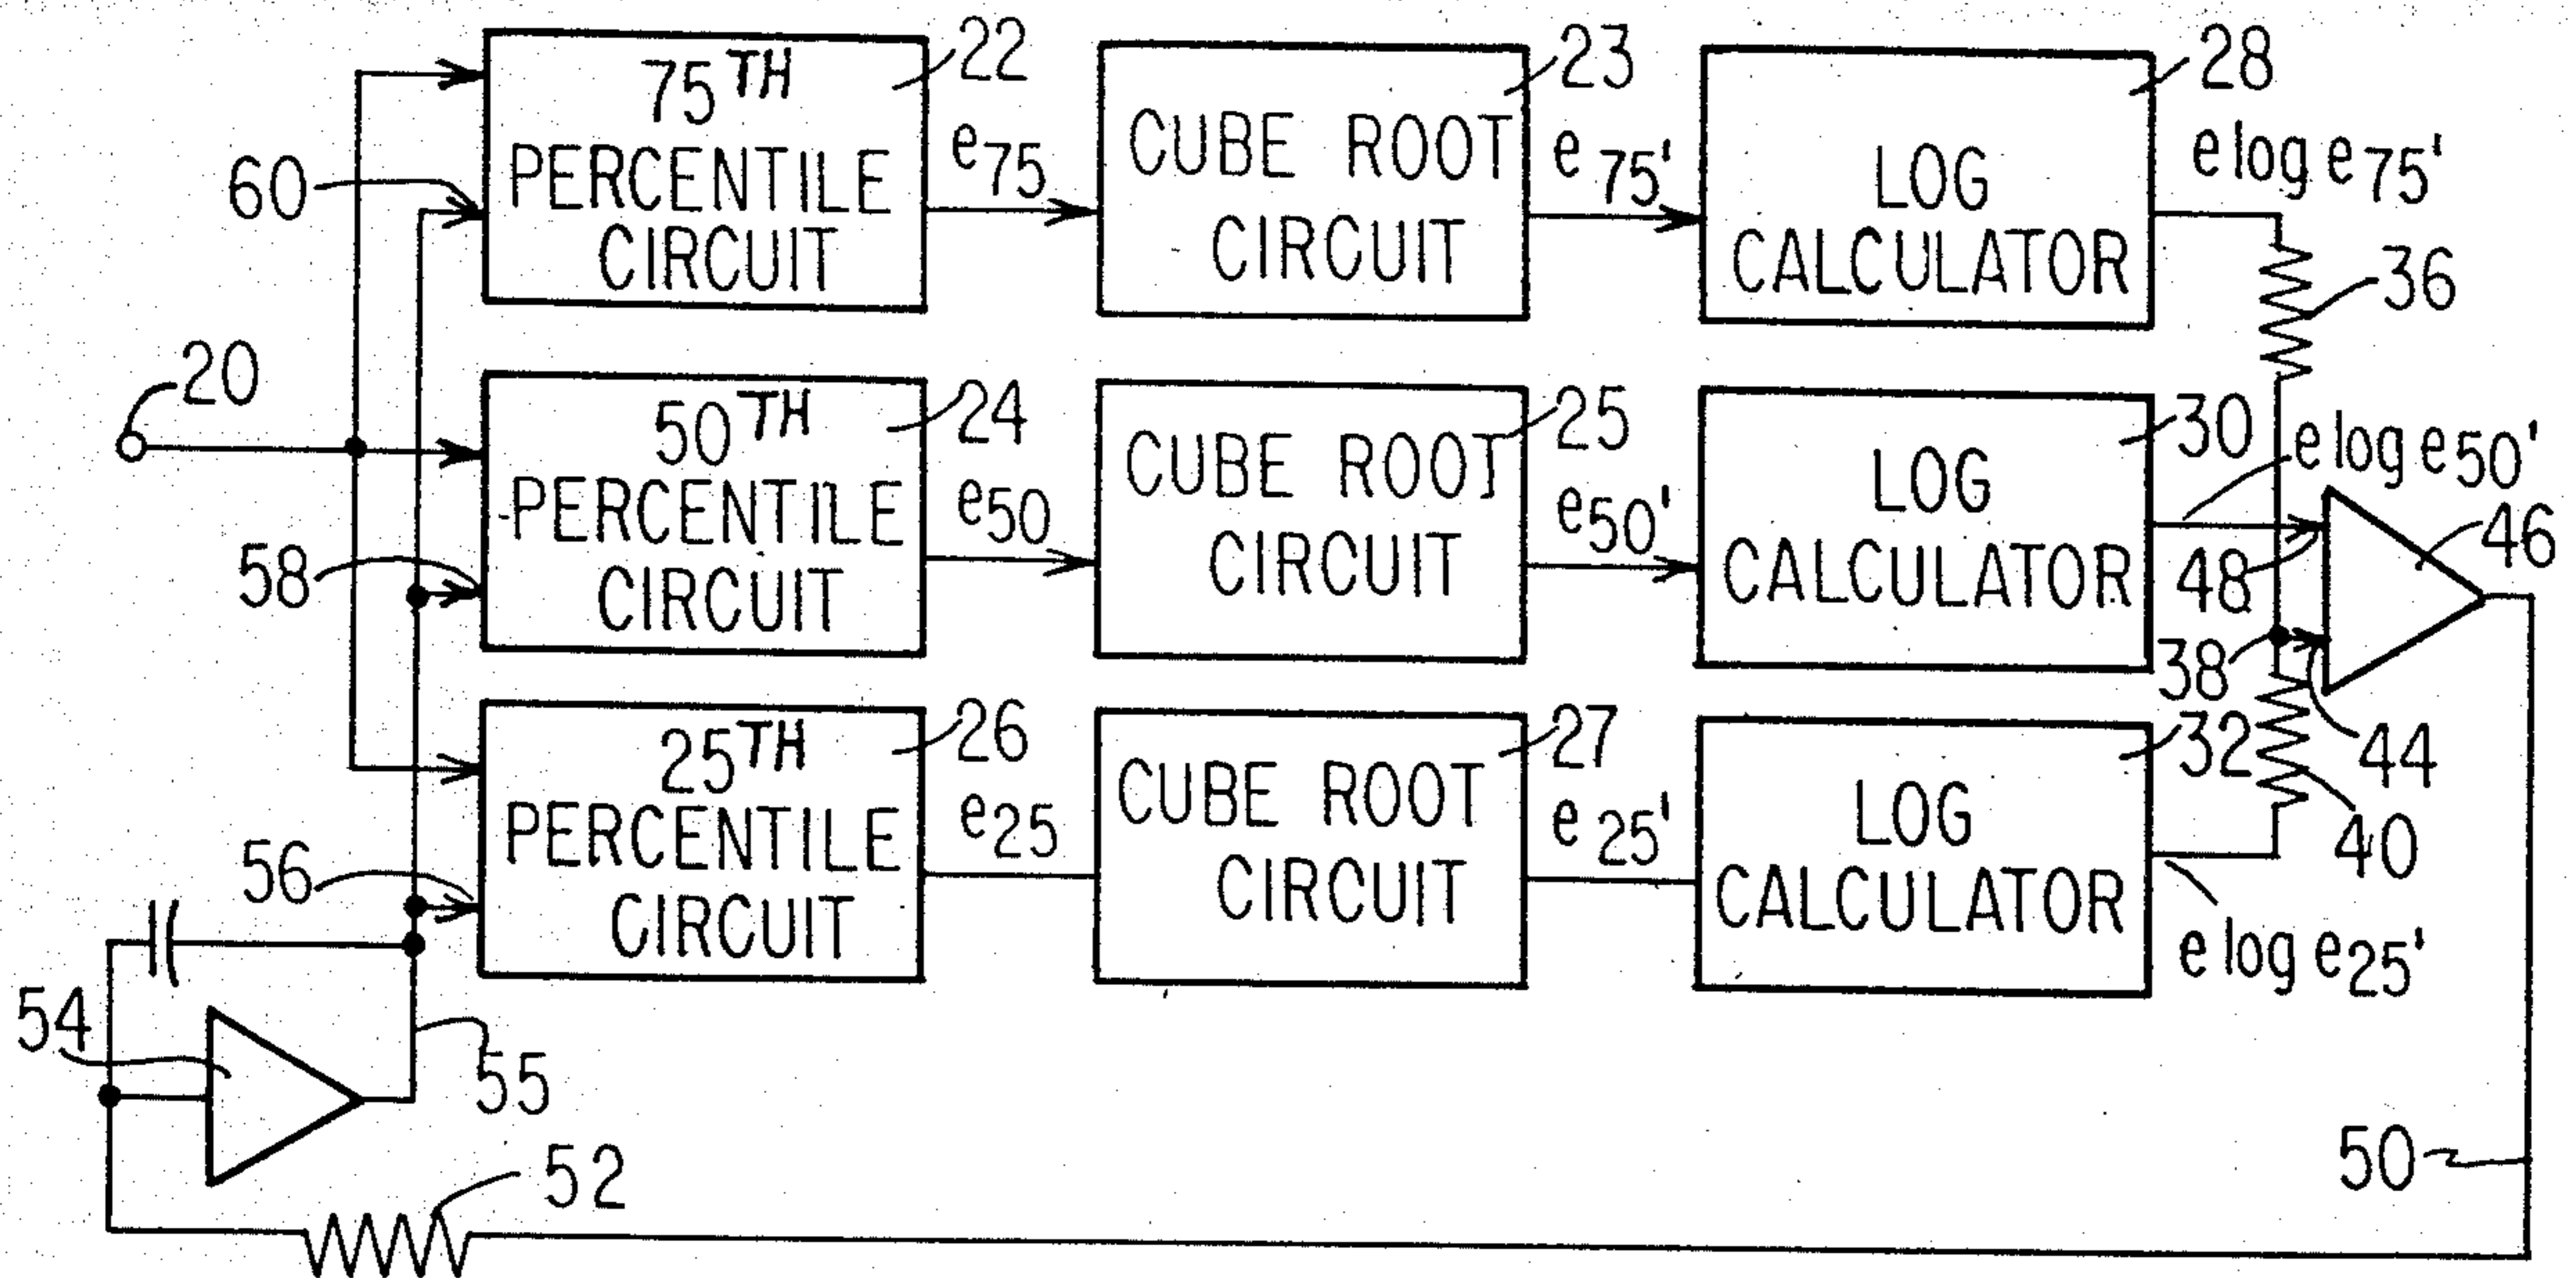 75TH
PERCENTILE
CIRCUIT
22
e75
CUBE ROOT
CIRCUIT
23
e75'
LOG
CALCULATOR
28
e log e75'
60
36
20
50TH
PERCENTILE
CIRCUIT
24
e50
CUBE ROOT
CIRCUIT
25
e50'
LOG
CALCULATOR
30
e log e50'
46
48
58
38
25TH
PERCENTILE
CIRCUIT
26
e25
CUBE ROOT
CIRCUIT
27
e25'
LOG
CALCULATOR
32
44
40
e log e25'
56
54
55
52
50